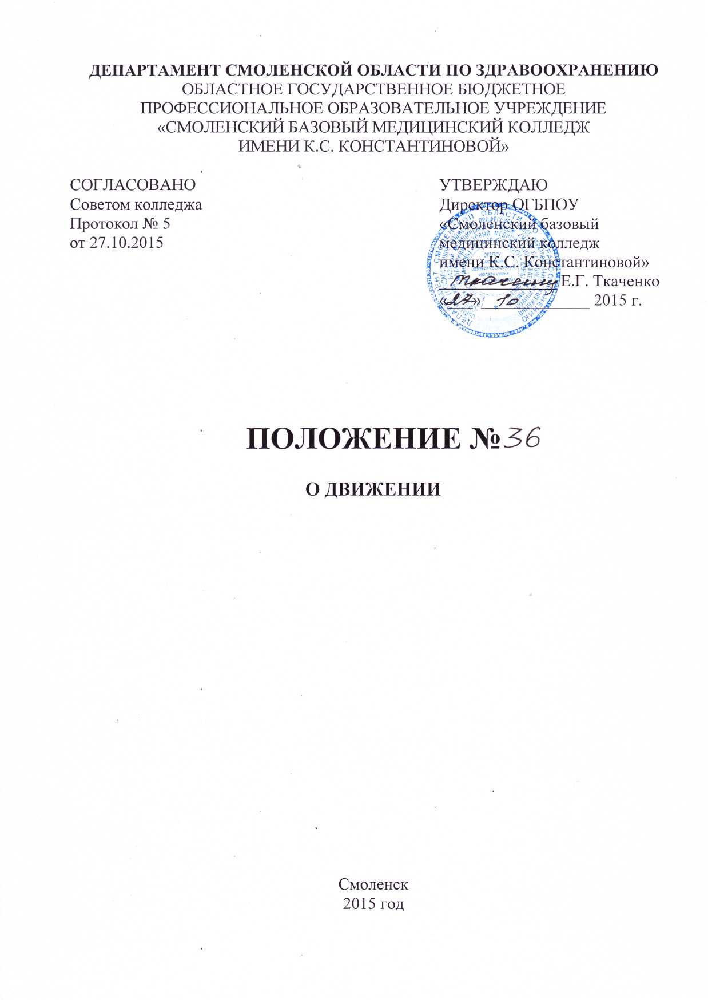 ДЕПАРТАМЕНТ СМОЛЕНСКОЙ ОБЛАСТИ ПО ЗДРАВООХРАНЕНИЮ
ОБЛАСТНОЕ ГОСУДАРСТВЕННОЕ БЮДЖЕТНОЕ
ПРОФЕССИОНАЛЬНОЕ ОБРАЗОВАТЕЛЬНОЕ УЧРЕЖДЕНИЕ
«СМОЛЕНСКИЙ БАЗОВЫЙ МЕДИЦИНСКИЙ КОЛЛЕДЖ
ИМЕНИ К.С. КОНСТАНТИНОВОЙ»
СОГЛАСОВАНО
Советом колледжа
Протокол № 5
от 27.10.2015
УТВЕРЖДАЮ
Директор ОГБПОУ
«Смоленский базовый
медицинский колледж
имени К.С. Константиновой»
Ткаченко Е.Г. Ткаченко
«27» 10 2015 г.
ПОЛОЖЕНИЕ №36
О ДВИЖЕНИИ
Смоленск
2015 год